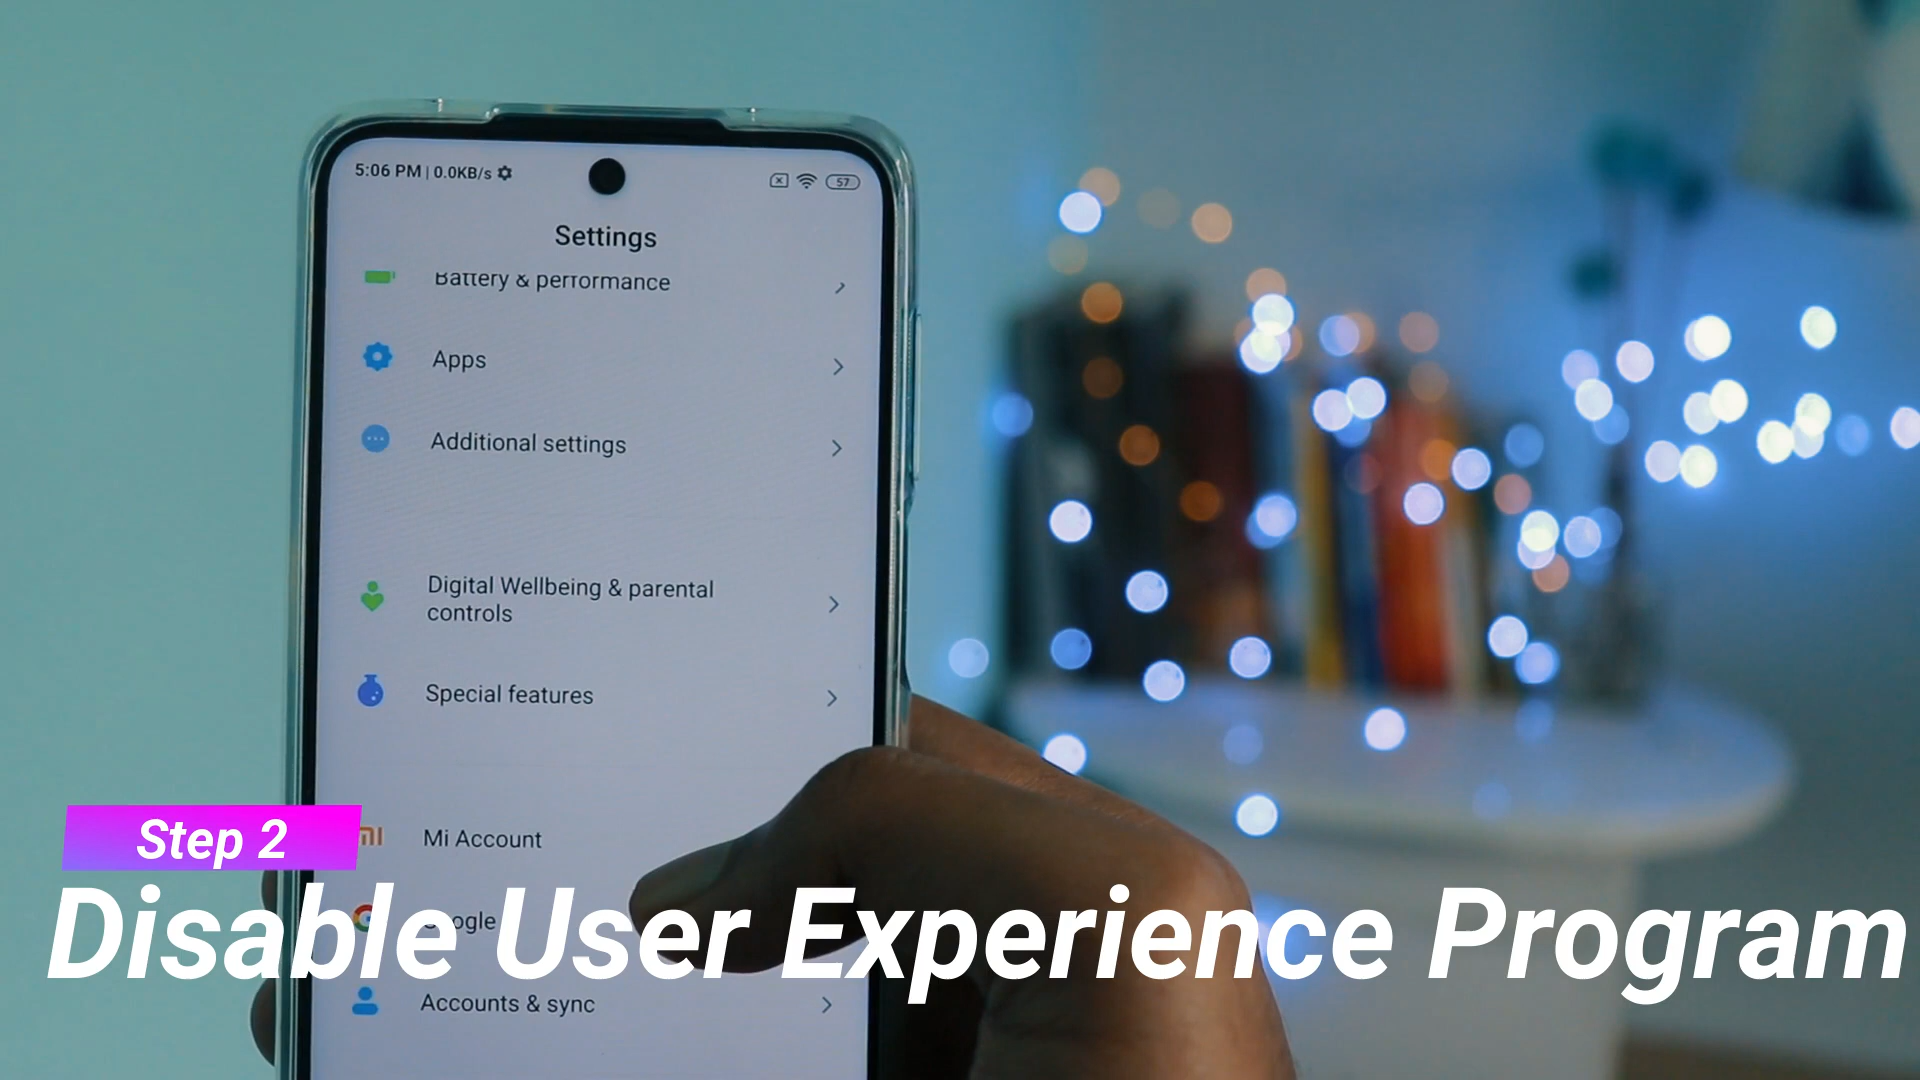 5:06 PM | 0.0KB/s
57
Settings
Battery & performance
Apps
Additional settings
Digital Wellbeing & parental
controls
Special features
Step 2
Mi Account
Disable User Experience Program
Accounts & sync